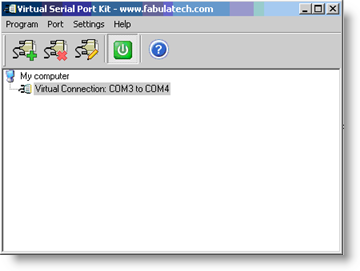 Virtual Serial Port Kit - www.fabulatech.com
Program Port Settings Help
My computer
Virtual Connection: COM3 to COM4